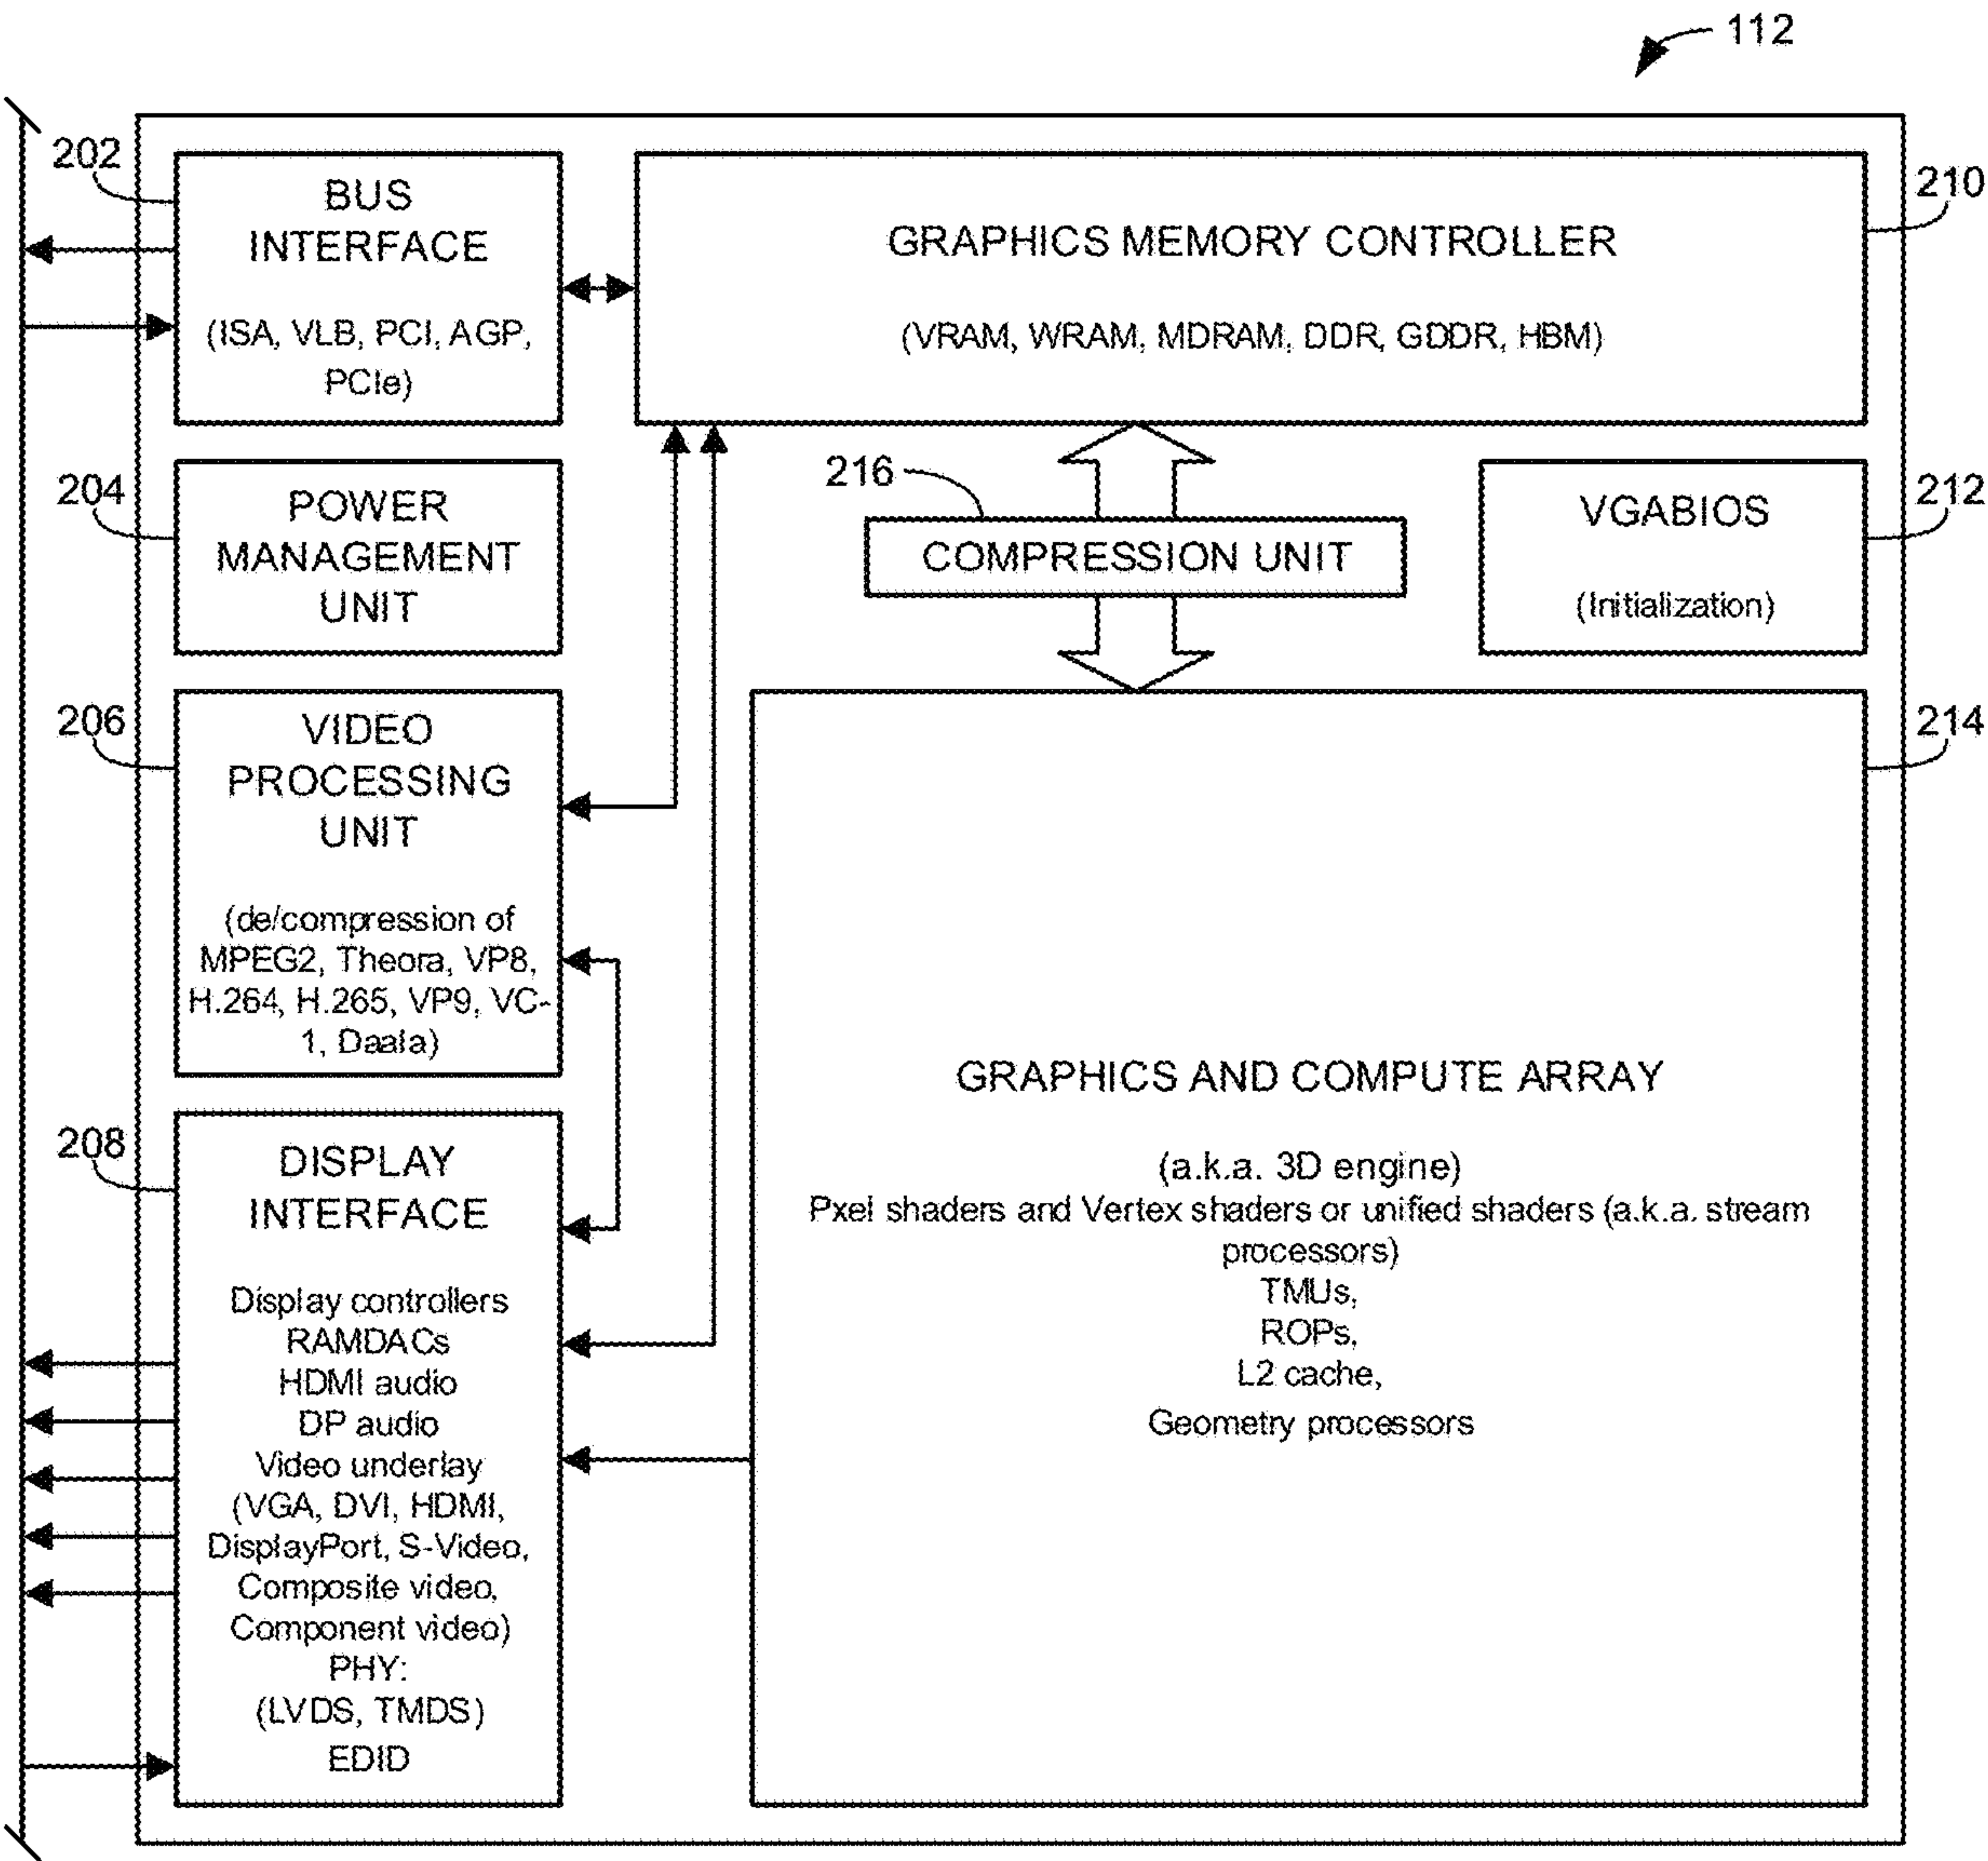 112
202
BUS
INTERFACE
(ISA, VLB, PCI, AGP,
PCIe)
GRAPHICS MEMORY CONTROLLER
(VRAM, WRAM, MDRAM, DDR, GDDR, HBM)
210
204
POWER
MANAGEMENT
UNIT
216
COMPRESSION UNIT
VGABIOS
(Initialization)
212
206
VIDEO
PROCESSING
UNIT
(de/compression of
MPEG2, Theora, VP8,
H.264, H.265, VP9, VC-
1, Daala)
214
GRAPHICS AND COMPUTE ARRAY
(a.k.a. 3D engine)
Pxel shaders and Vertex shaders or unified shaders (a.k.a. stream
processors)
TMUs,
ROPs,
L2 cache,
Geometry processors
208
DISPLAY
INTERFACE
Display controllers
RAMDACs
HDMI audio
DP audio
Video underlay
(VGA, DVI, HDMI,
DisplayPort, S-Video,
Composite video,
Component video)
PHY:
(LVDS, TMDS)
EDID